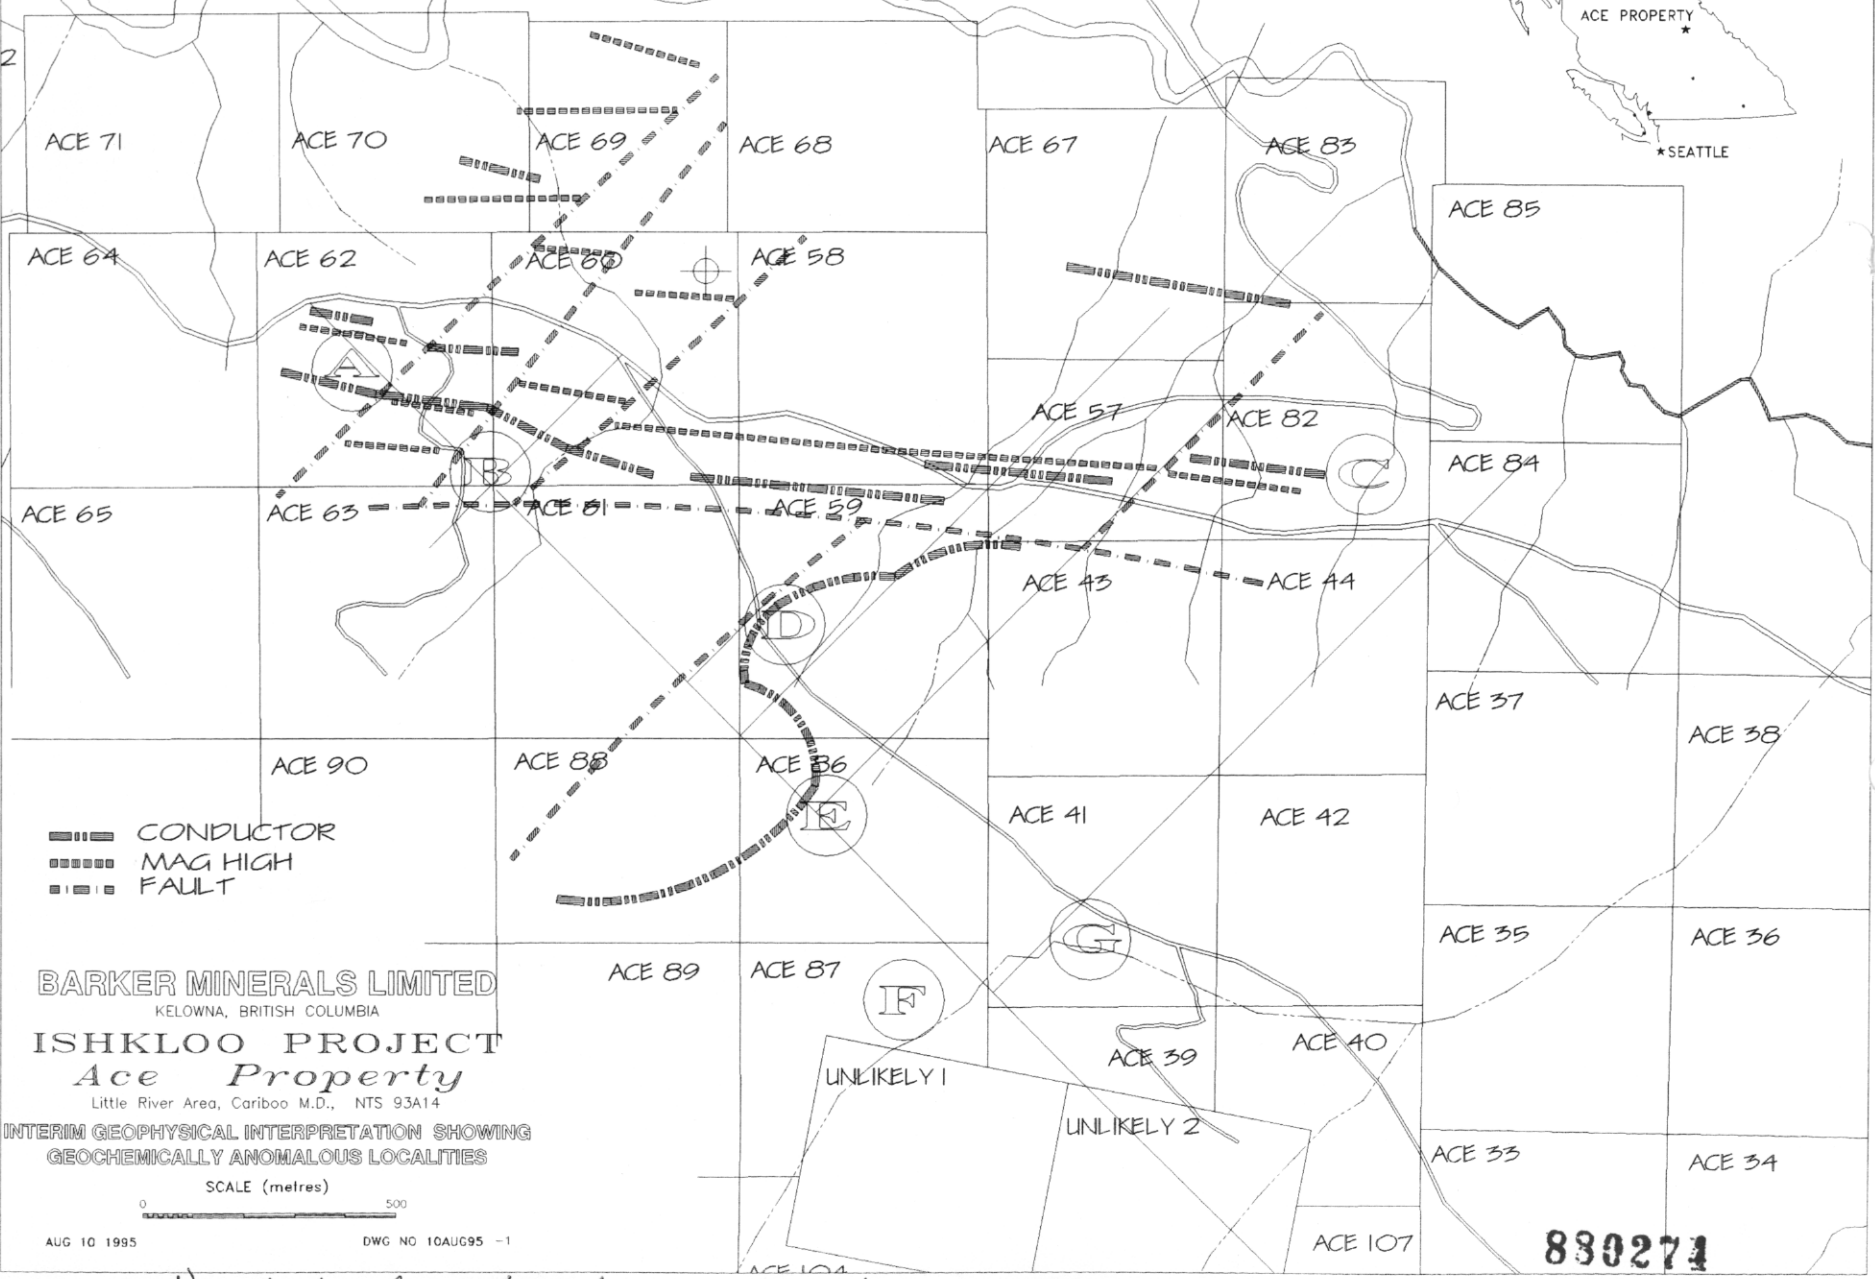 ACE PROPERTY
SEATTLE
2
ACE 71
ACE 70
ACE 69
ACE 68
ACE 67
ACE 83
ACE 85
ACE 64
ACE 62
ACE 60
ACE 58
ACE 57
ACE 82
ACE 84
A
B
C
ACE 65
ACE 63
ACE 61
ACE 59
ACE 43
ACE 44
D
ACE 37
ACE 38
ACE 90
ACE 88
ACE 86
E
ACE 41
ACE 42
CONDUCTOR
MAG HIGH
FAULT
G
ACE 35
ACE 36
ACE 89
ACE 87
F
BARKER MINERALS LIMITED
KELOWNA, BRITISH COLUMBIA
ISHKLOO PROJECT
Ace Property
Little River Area, Cariboo M.D., NTS 93A14
INTERIM GEOPHYSICAL INTERPRETATION SHOWING
GEOCHEMICALLY ANOMALOUS LOCALITIES
SCALE (metres)
0 500
AUG 10 1995 DWG NO 10AUG95 -1
ACE 39
ACE 40
UNLIKELY 1
UNLIKELY 2
ACE 33
ACE 34
ACE 107
ACE 104
880274